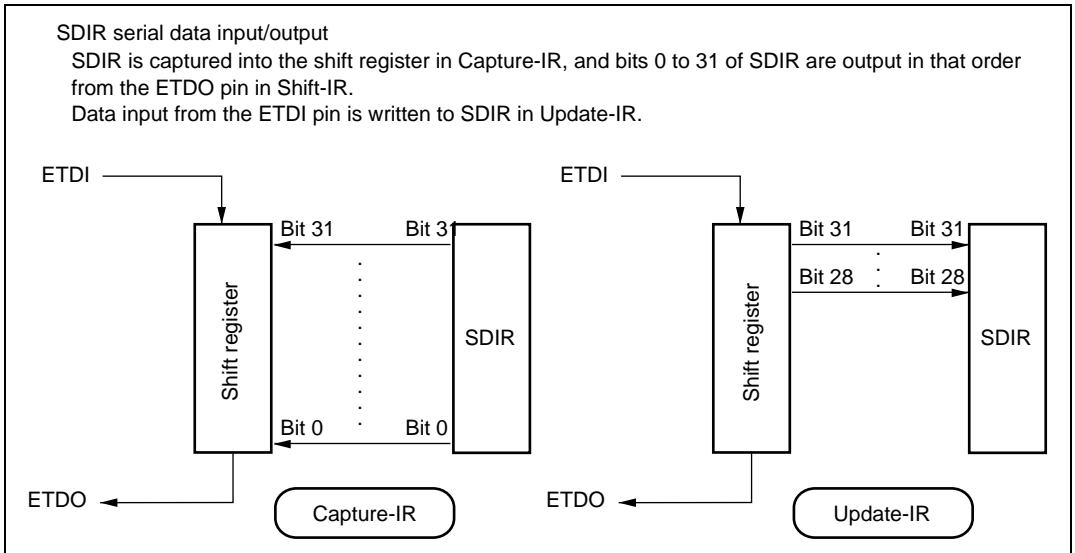 SDIR serial data input/output
SDIR is captured into the shift register in Capture-IR, and bits 0 to 31 of SDIR are output in that order
from the ETDO pin in Shift-IR.
Data input from the ETDI pin is written to SDIR in Update-IR.
ETDI
Bit 31
Bit 31
Shift register
SDIR
Bit 0
Bit 0
ETDO
Capture-IR
ETDI
Bit 31
Bit 31
Bit 28
Bit 28
Shift register
SDIR
ETDO
Update-IR